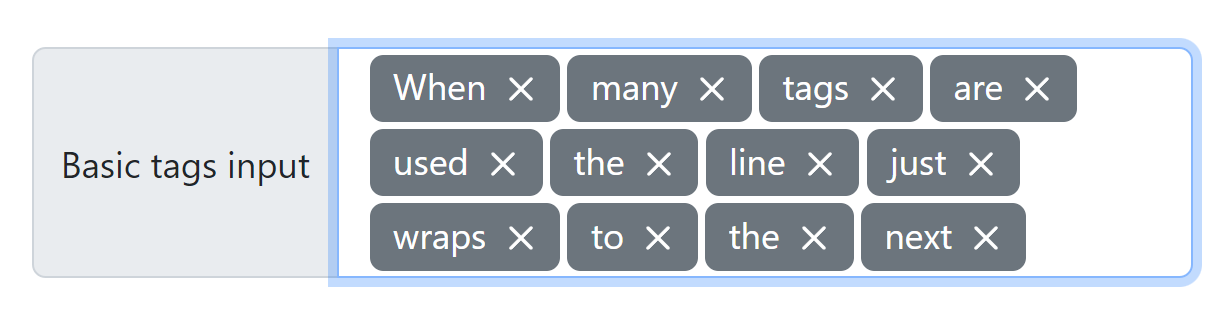 When many tags are
used the line just
Basic tags input
wraps to the next